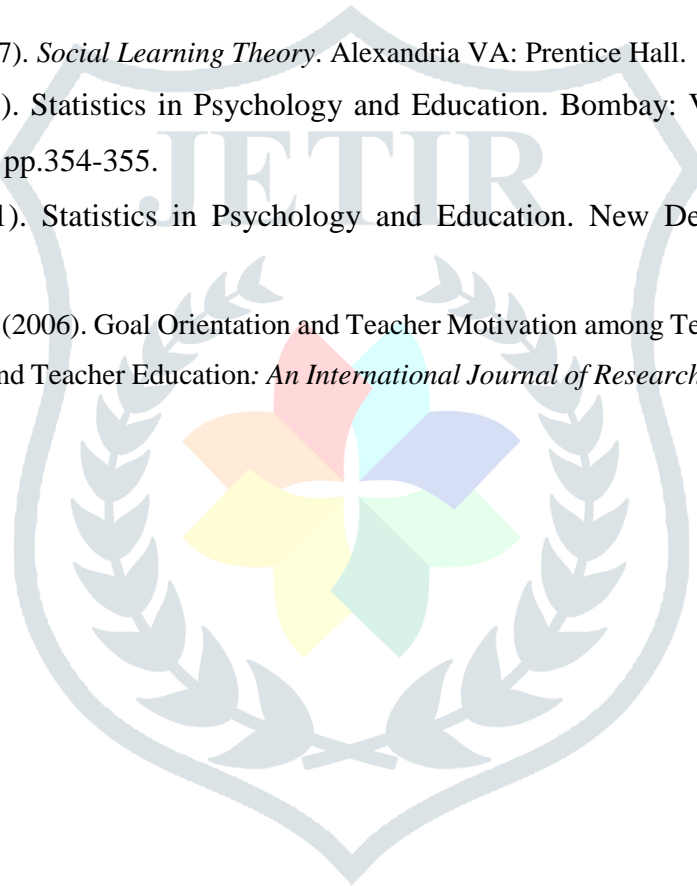 7). Social Learning Theory. Alexandria VA: Prentice Hall.
). Statistics in Psychology and Education. Bombay:
pp.354-355.
1). Statistics in Psychology and Education. New
(2006). Goal Orientation and Teacher Motivation among
nd Teacher Education: An International Journal of Research
JETIR